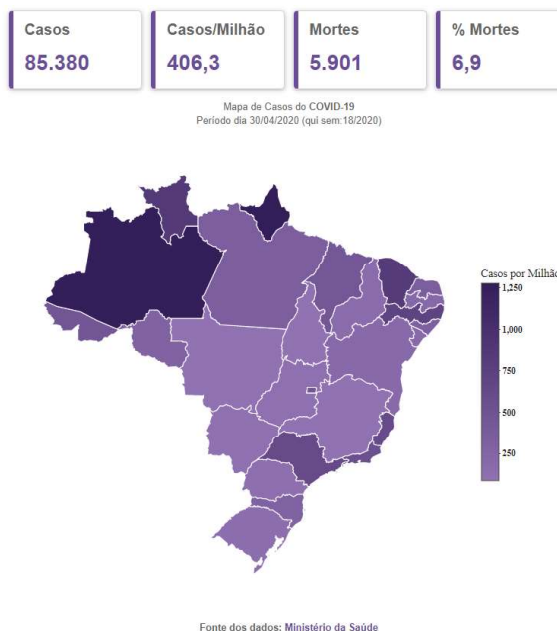 Casos
85.380
Casos/Milhão
406,3
Mortes
5.901
% Mortes
6,9
Mapa de Casos do COVID-19
Período dia 30/04/2020 (qui sem:18/2020)
Casos por Milhão
1,250
1,000
750
500
250
Fonte dos dados: Ministério da Saúde